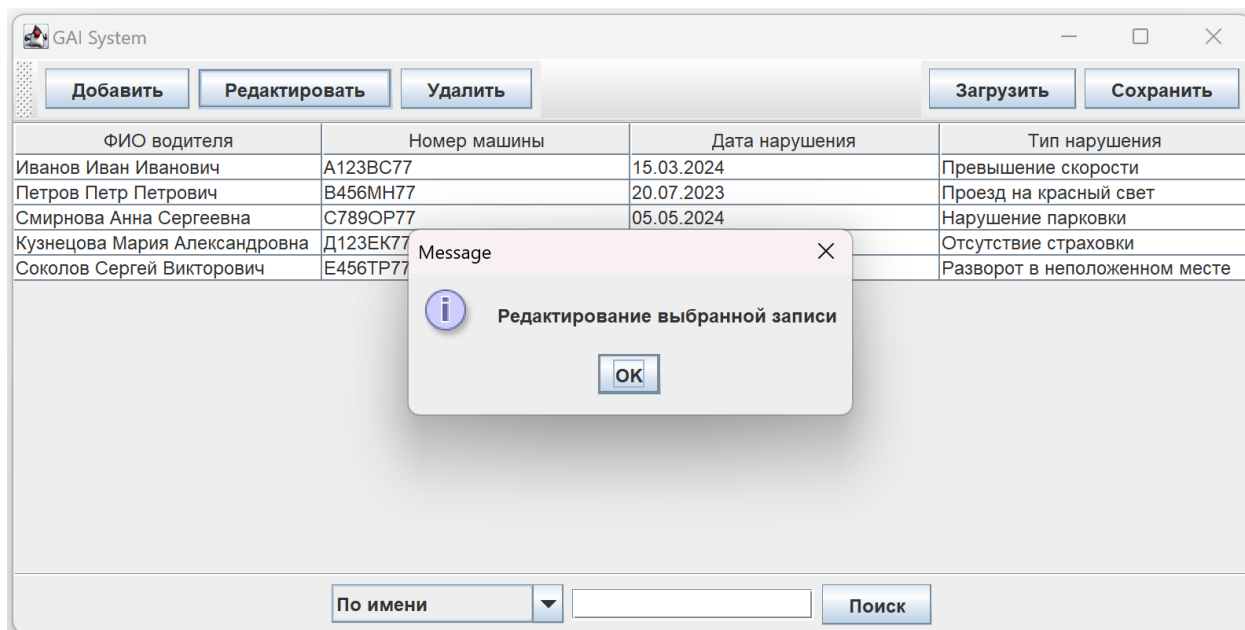 GAI System
Добавить Редактировать Удалить Загрузить Сохранить
ФИО водителя Номер машины Дата нарушения Тип нарушения
Иванов Иван Иванович А123ВС77 15.03.2024 Превышение скорости
Петров Петр Петрович В456МН77 20.07.2023 Проезд на красный свет
Смирнова Анна Сергеевна С789ОР77 05.05.2024 Нарушение парковки
Кузнецова Мария Александровна Д123ЕК77 Отсутствие страховки
Соколов Сергей Викторович Е456ТР77 Разворот в неположенном месте
Message
Редактирование выбранной записи
OK
По имени Поиск